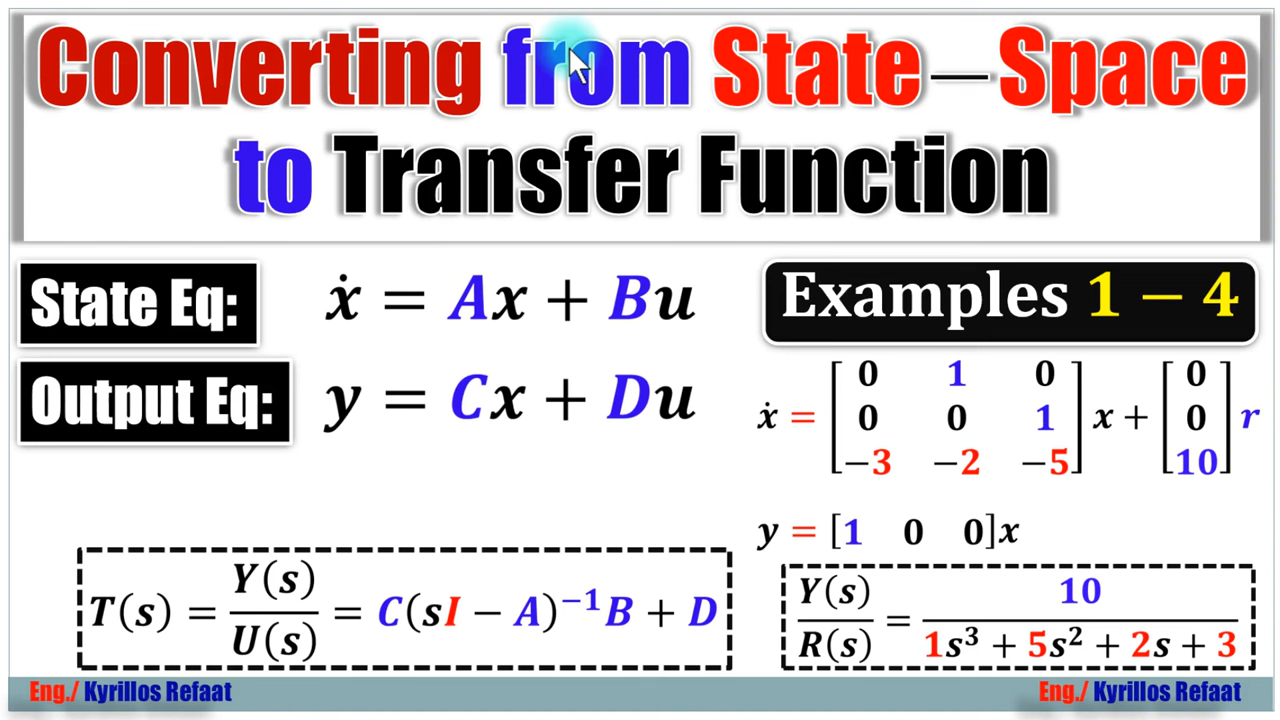 Converting from State – Space
to Transfer Function
State Eq: ẋ = Ax + Bu
Output Eq: y = Cx + Du
T(s) = Y(s)/U(s) = C(sI − A)⁻¹B + D
Examples 1 − 4
ẋ = [0 1 0; 0 0 1; −3 −2 −5] x + [0; 0; 10] r
y = [1 0 0]x
Y(s)/R(s) = 10/(1s³ + 5s² + 2s + 3)
Eng./ Kyrillos Refaat
Eng./ Kyrillos Refaat